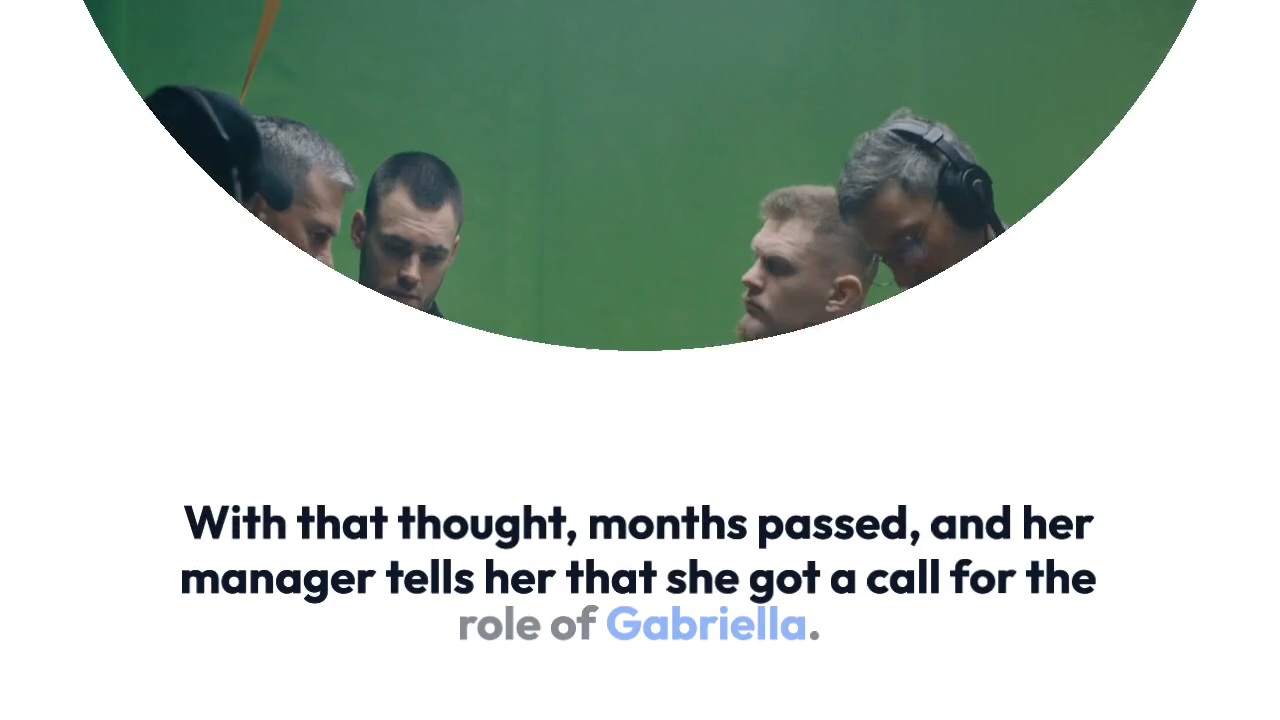 With that thought, months passed, and her
manager tells her that she got a call for the
role of Gabriella.